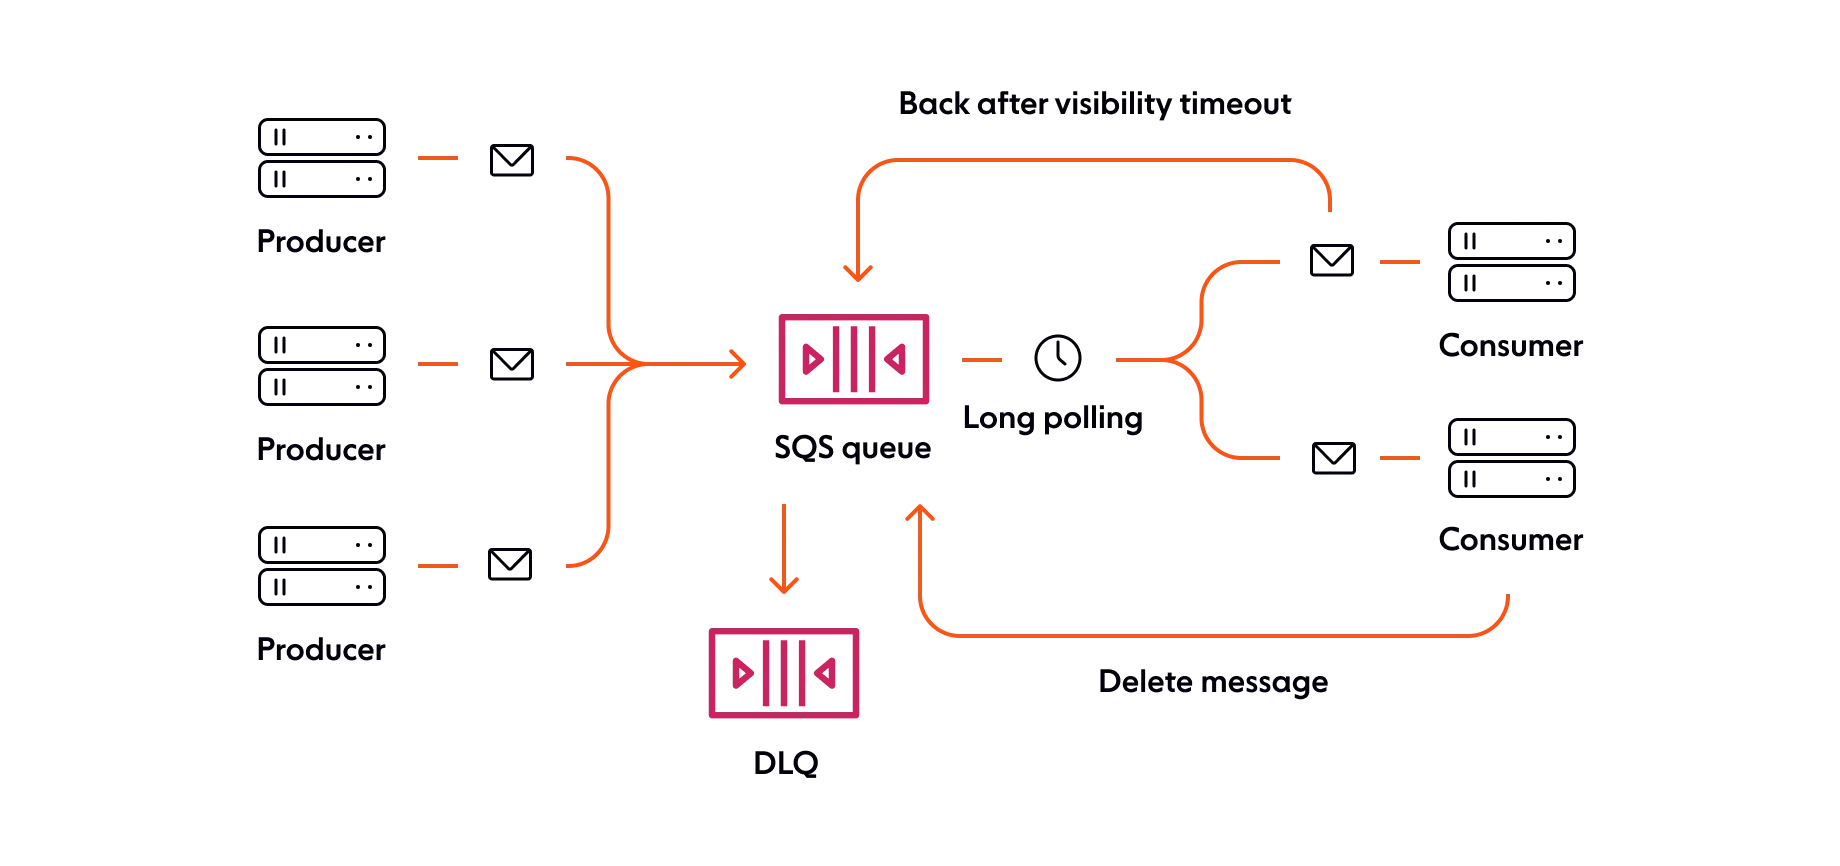 Back after visibility timeout
Producer
Consumer
Producer
Long polling
SQS queue
Consumer
Producer
Delete message
DLQ